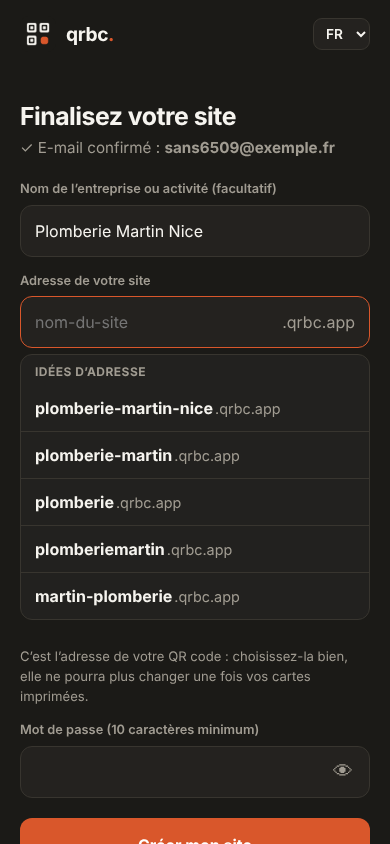 qrbc.
FR
Finalisez votre site
✓ E-mail confirmé : sans6509@exemple.fr
Nom de l’entreprise ou activité (facultatif)
Plomberie Martin Nice
Adresse de votre site
nom-du-site .qrbc.app
IDÉES D’ADRESSE
plomberie-martin-nice.qrbc.app
plomberie-martin.qrbc.app
plomberie.qrbc.app
plomberiemartin.qrbc.app
martin-plomberie.qrbc.app
C’est l’adresse de votre QR code : choisissez-la bien,
elle ne pourra plus changer une fois vos cartes
imprimées.
Mot de passe (10 caractères minimum)
Créer mon site